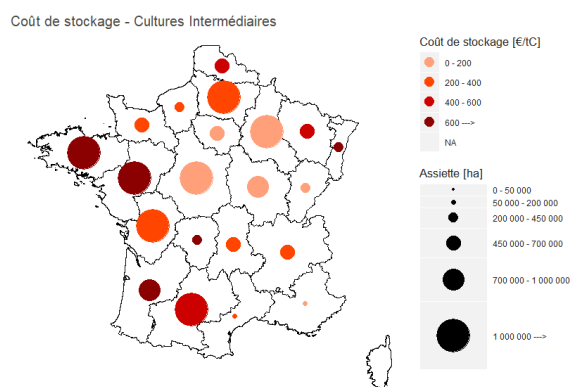 Coût de stockage - Cultures Intermédiaires
Coût de stockage [€/tC]
0 - 200
200 - 400
400 - 600
600 --->
NA
Assiette [ha]
0 - 50 000
50 000 - 200 000
200 000 - 450 000
450 000 - 700 000
700 000 - 1 000 000
1 000 000 --->